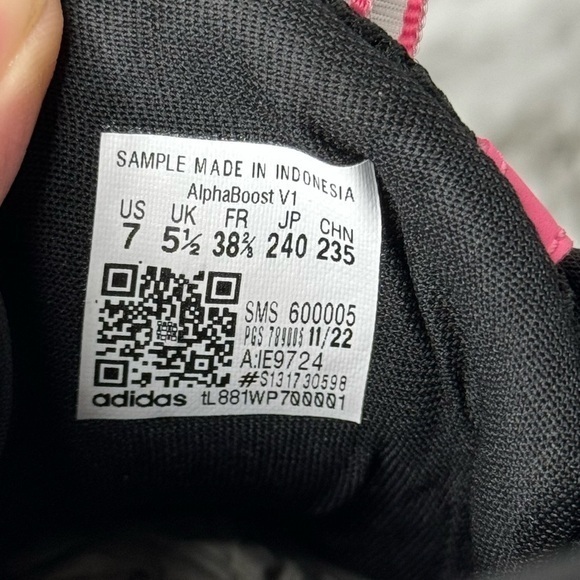 SAMPLE MADE IN INDONESIA
AlphaBoost V1
US UK FR JP CHN
7 5½ 38⅔ 240 235
SMS 600005
PGS 789005 11/22
A:IE9724
#S131730598
adidas tL881WP700001